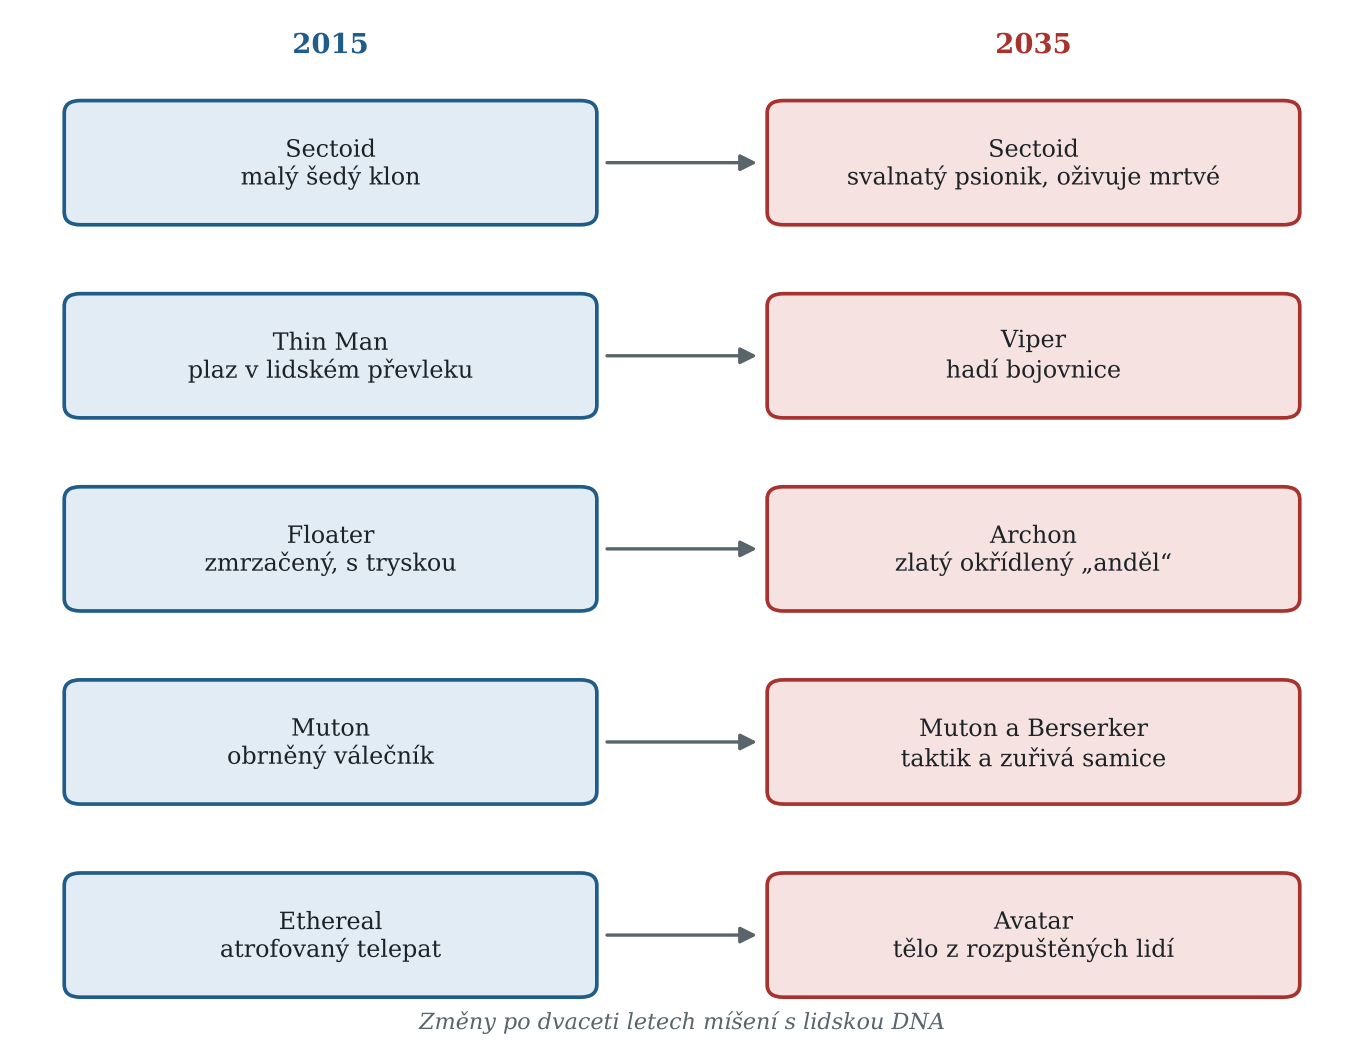 2015
2035
Sectoid
malý šedý klon
Sectoid
svalnatý psionik, oživuje mrtvé
Thin Man
plaz v lidském převleku
Viper
hadí bojovnice
Floater
zmrzačený, s tryskou
Archon
zlatý okřídlený „anděl“
Muton
obrněný válečník
Muton a Berserker
taktik a zuřivá samice
Ethereal
atrofovaný telepat
Avatar
tělo z rozpuštěných lidí
Změny po dvaceti letech míšení s lidskou DNA